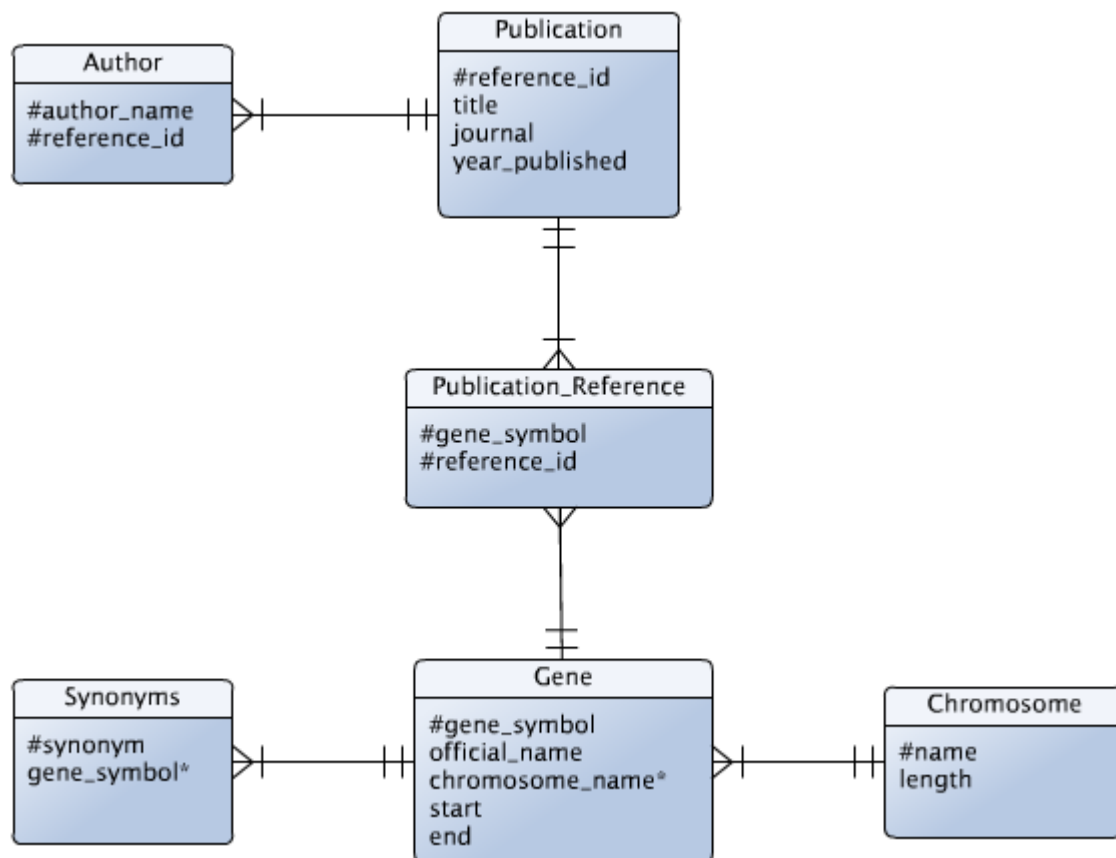 Author
#author_name
#reference_id
Publication
#reference_id
title
journal
year_published
Publication_Reference
#gene_symbol
#reference_id
Synonyms
#synonym
gene_symbol*
Gene
#gene_symbol
official_name
chromosome_name*
start
end
Chromosome
#name
length